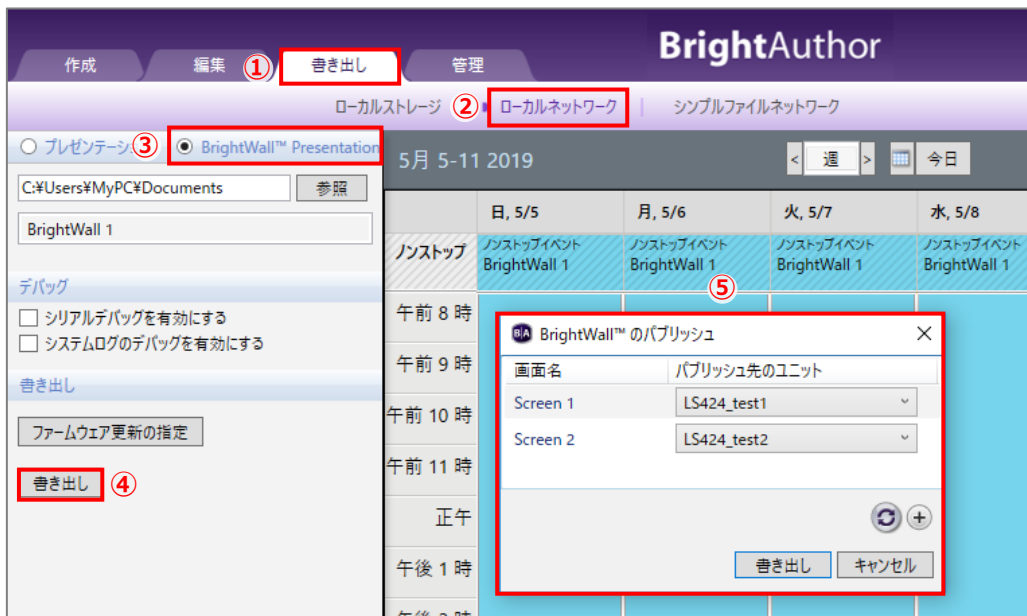 BrightAuthor
作成 編集 ① 書き出し 管理
ローカルストレージ ② ローカルネットワーク シンプルファイルネットワーク
プレゼンテーシ ③ BrightWall™ Presentation
C:¥Users¥MyPC¥Documents 参照
BrightWall 1
デバッグ
シリアルデバッグを有効にする
システムログのデバッグを有効にする
書き出し
ファームウェア更新の指定
書き出し ④
5月 5-11 2019 < 週 > 今日
日, 5/5 月, 5/6 火, 5/7 水, 5/8
ノンストップ
ノンストップイベント ノンストップイベント ノンストップイベント ノンストップイベント
BrightWall 1 BrightWall 1 BrightWall 1 BrightWall 1
⑤
午前 8 時
午前 9 時
午前 10 時
午前 11 時
正午
午後 1 時
BA BrightWall™ のパブリッシュ
画面名 パブリッシュ先のユニット
Screen 1 LS424_test1
Screen 2 LS424_test2
書き出し キャンセル